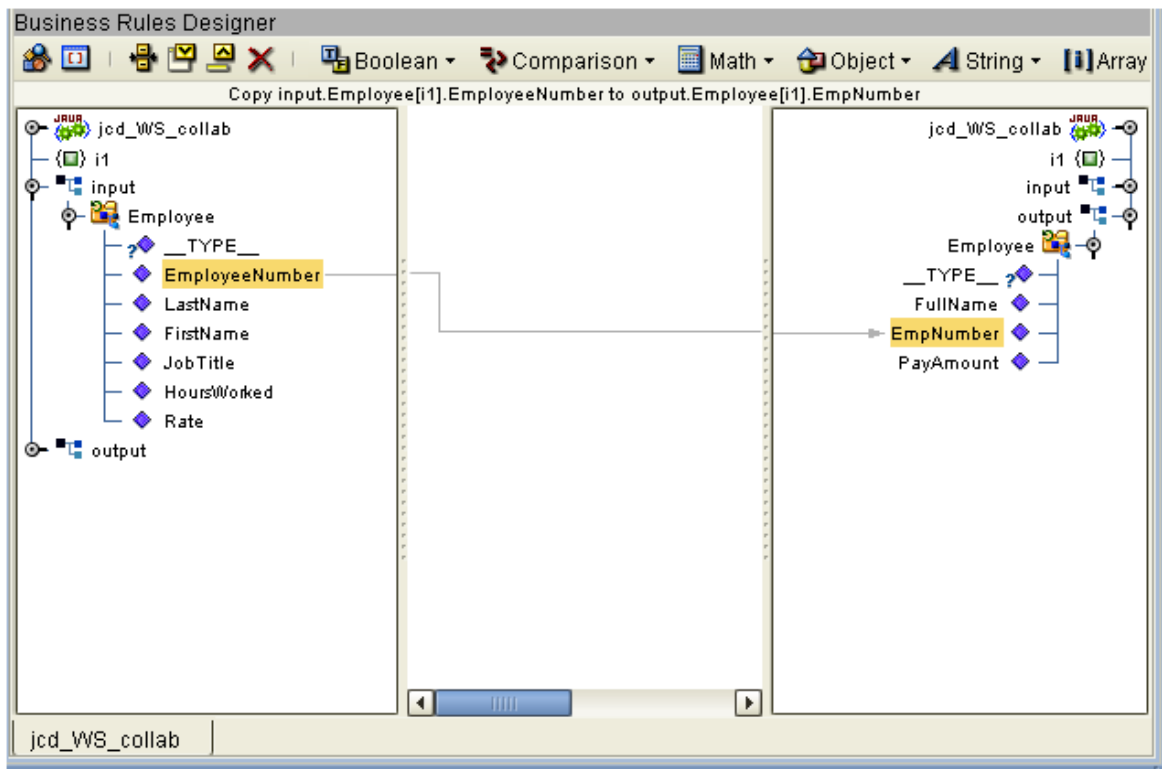 Business Rules Designer
Boolean Comparison Math Object String Array
Copy input.Employee[i1].EmployeeNumber to output.Employee[i1].EmpNumber
JAVA jcd_WS_collab
i1
input
Employee
__TYPE__
EmployeeNumber
LastName
FirstName
JobTitle
HoursWorked
Rate
output
jcd_WS_collab JAVA
i1
input
output
Employee
__TYPE__
FullName
EmpNumber
PayAmount
jcd_WS_collab